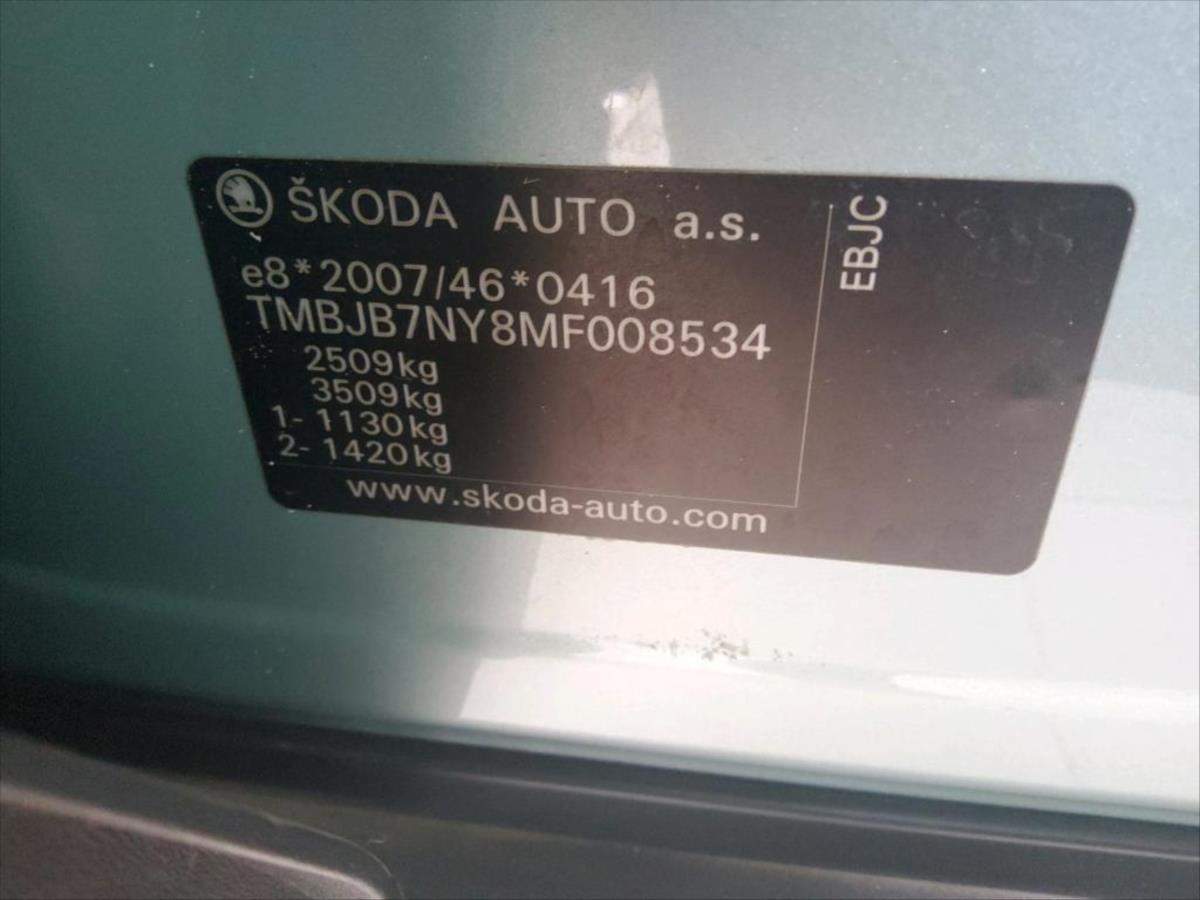 ŠKODA AUTO a.s.
e8*2007/46*0416
TMBJB7NY8MF008534
2509kg
3509kg
1- 1130kg
2- 1420kg
www.skoda-auto.com
EBJC